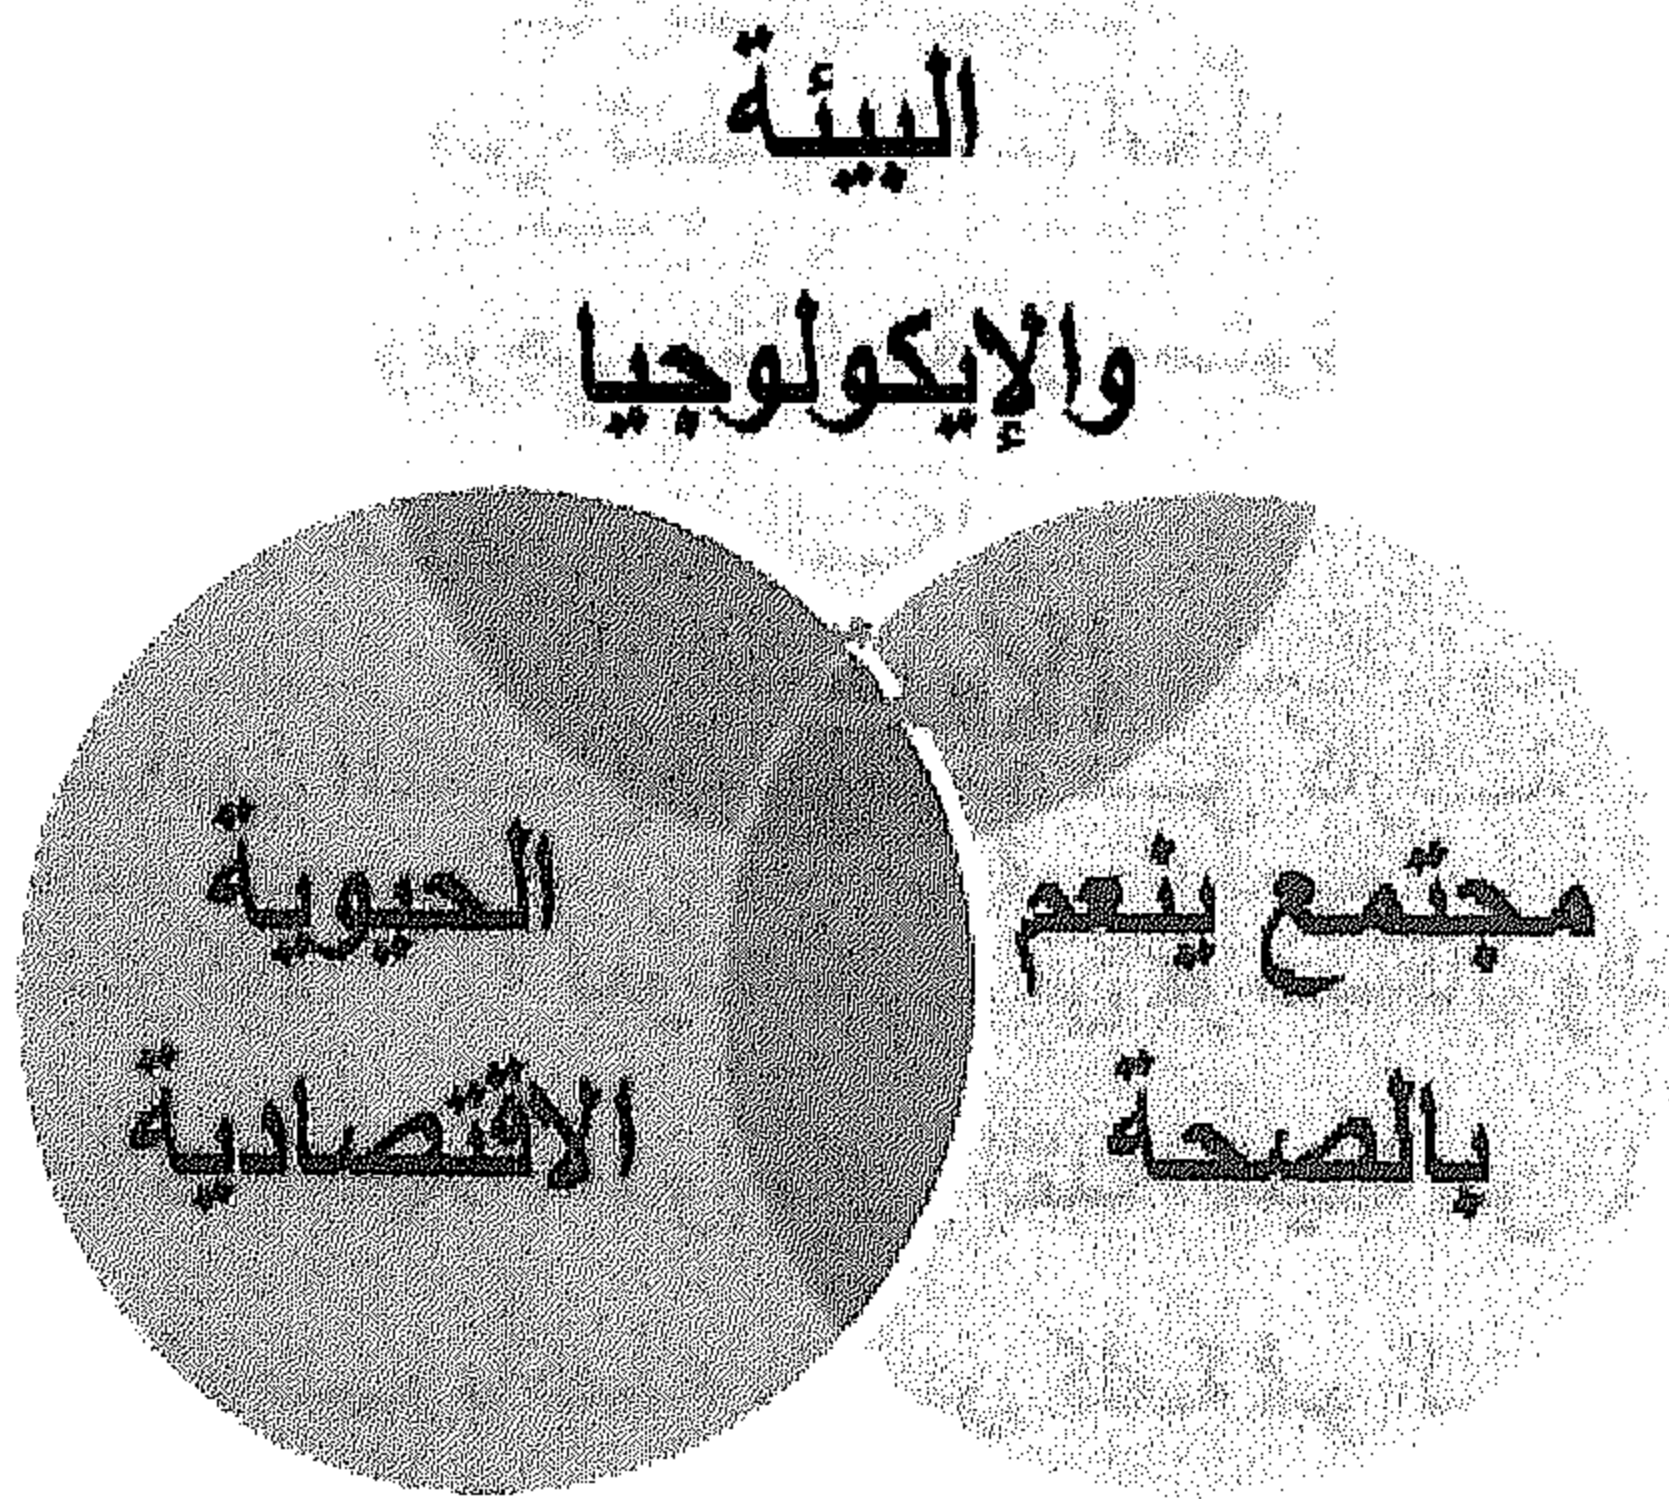 البيئة
والإيكولوجيا
مجتمع ينعم
بالصحة
الحيوية
الاقتصادية